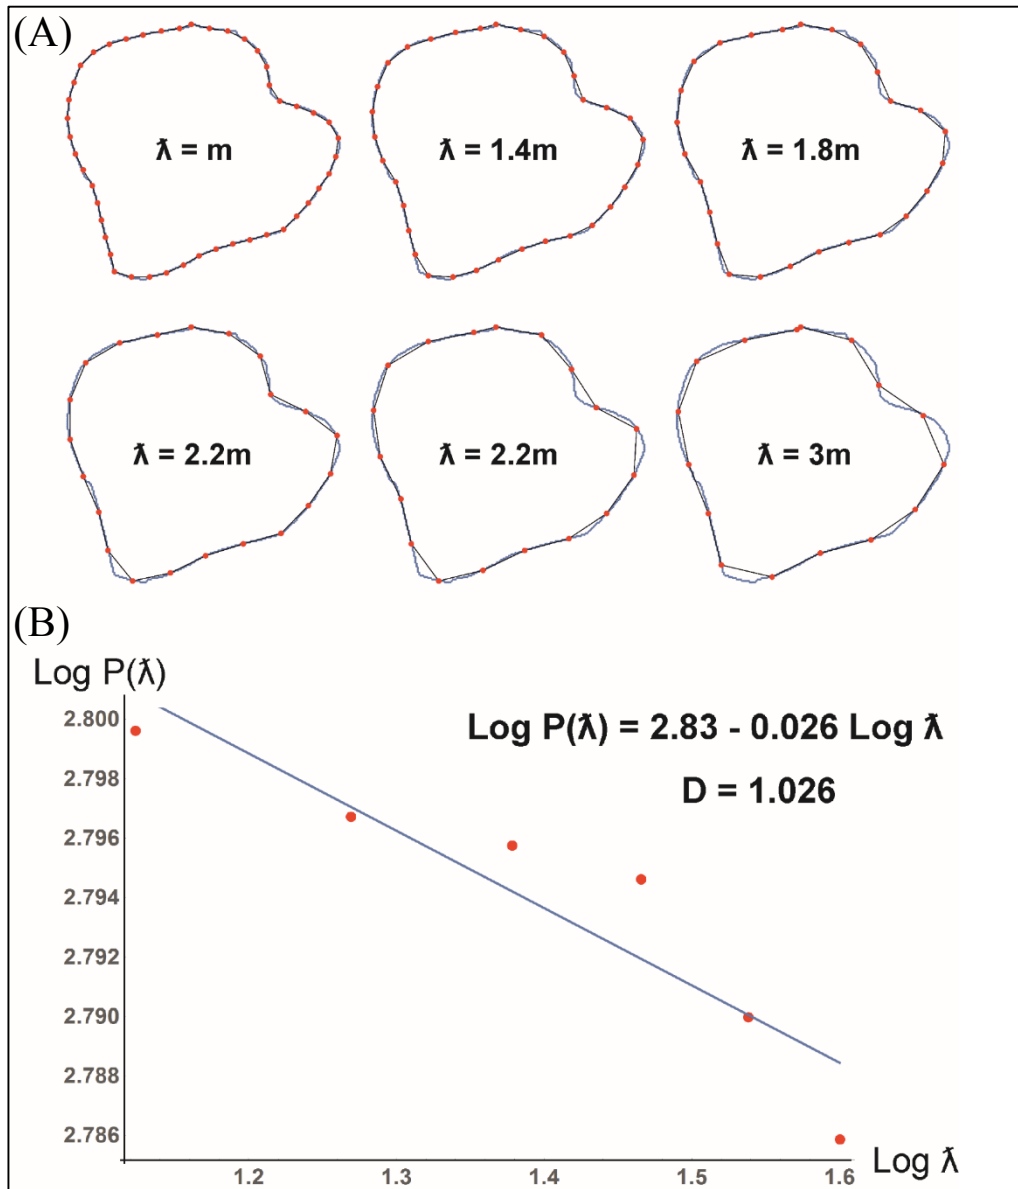 (A)
ƛ = m
ƛ = 1.4m
ƛ = 1.8m
ƛ = 2.2m
ƛ = 2.2m
ƛ = 3m
(B)
Log P(ƛ)
Log P(ƛ) = 2.83 - 0.026 Log ƛ
D = 1.026
2.800
2.798
2.796
2.794
2.792
2.790
2.788
2.786
1.2
1.3
1.4
1.5
1.6
Log ƛ